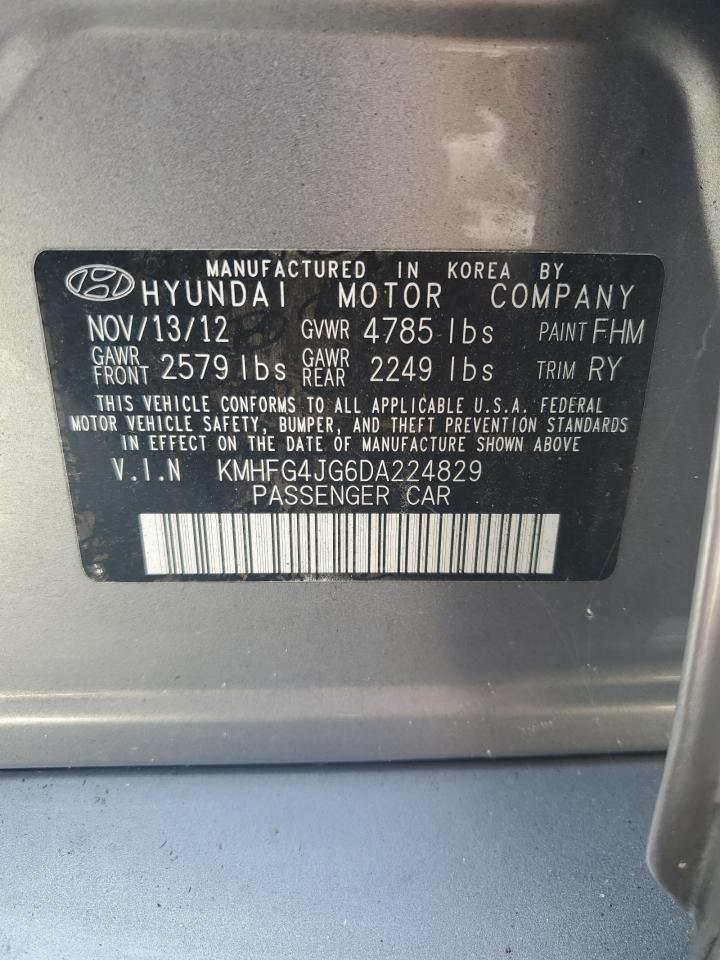 MANUFACTURED IN KOREA BY
HYUNDAI MOTOR COMPANY
NOV/13/12 GVWR 4785 lbs PAINT FHM
GAWR FRONT 2579 lbs GAWR REAR 2249 lbs TRIM RY
THIS VEHICLE CONFORMS TO ALL APPLICABLE U.S.A. FEDERAL
MOTOR VEHICLE SAFETY, BUMPER, AND THEFT PREVENTION STANDARDS
IN EFFECT ON THE DATE OF MANUFACTURE SHOWN ABOVE
V.I.N KMHFG4JG6DA224829
PASSENGER CAR